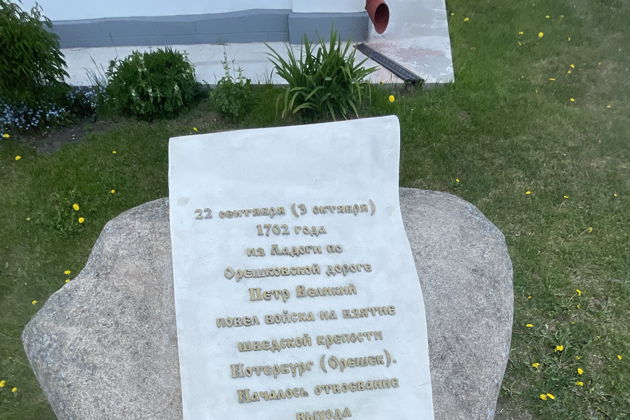 22 сентября (3 октября)
1702 года
из Ладоги по
Орешковской дороге
Петр Великий
повел войска на взятие
шведской крепости
Нотербург (Орешек).
Началось отвоевание
выхода